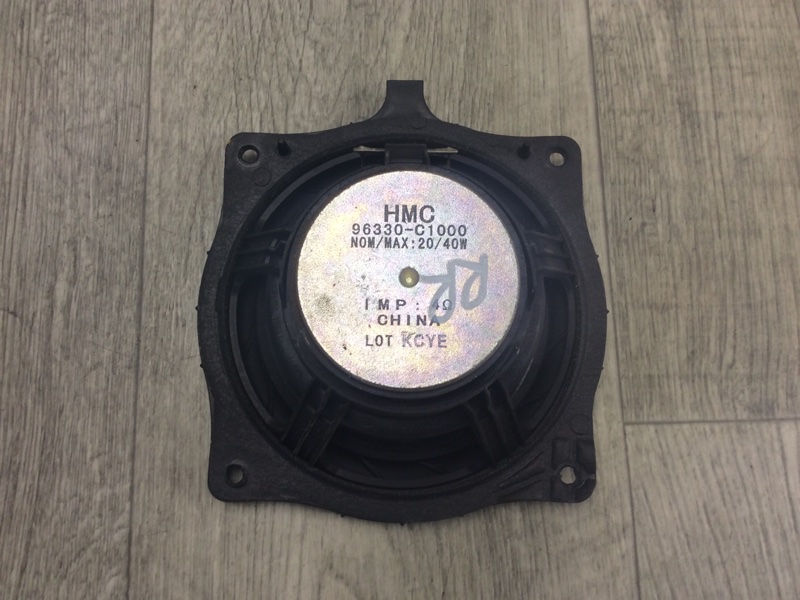 HMC
96330-C1000
NOM/MAX:20/40W
IMP: 4Ω
CHINA
LOT KCYE